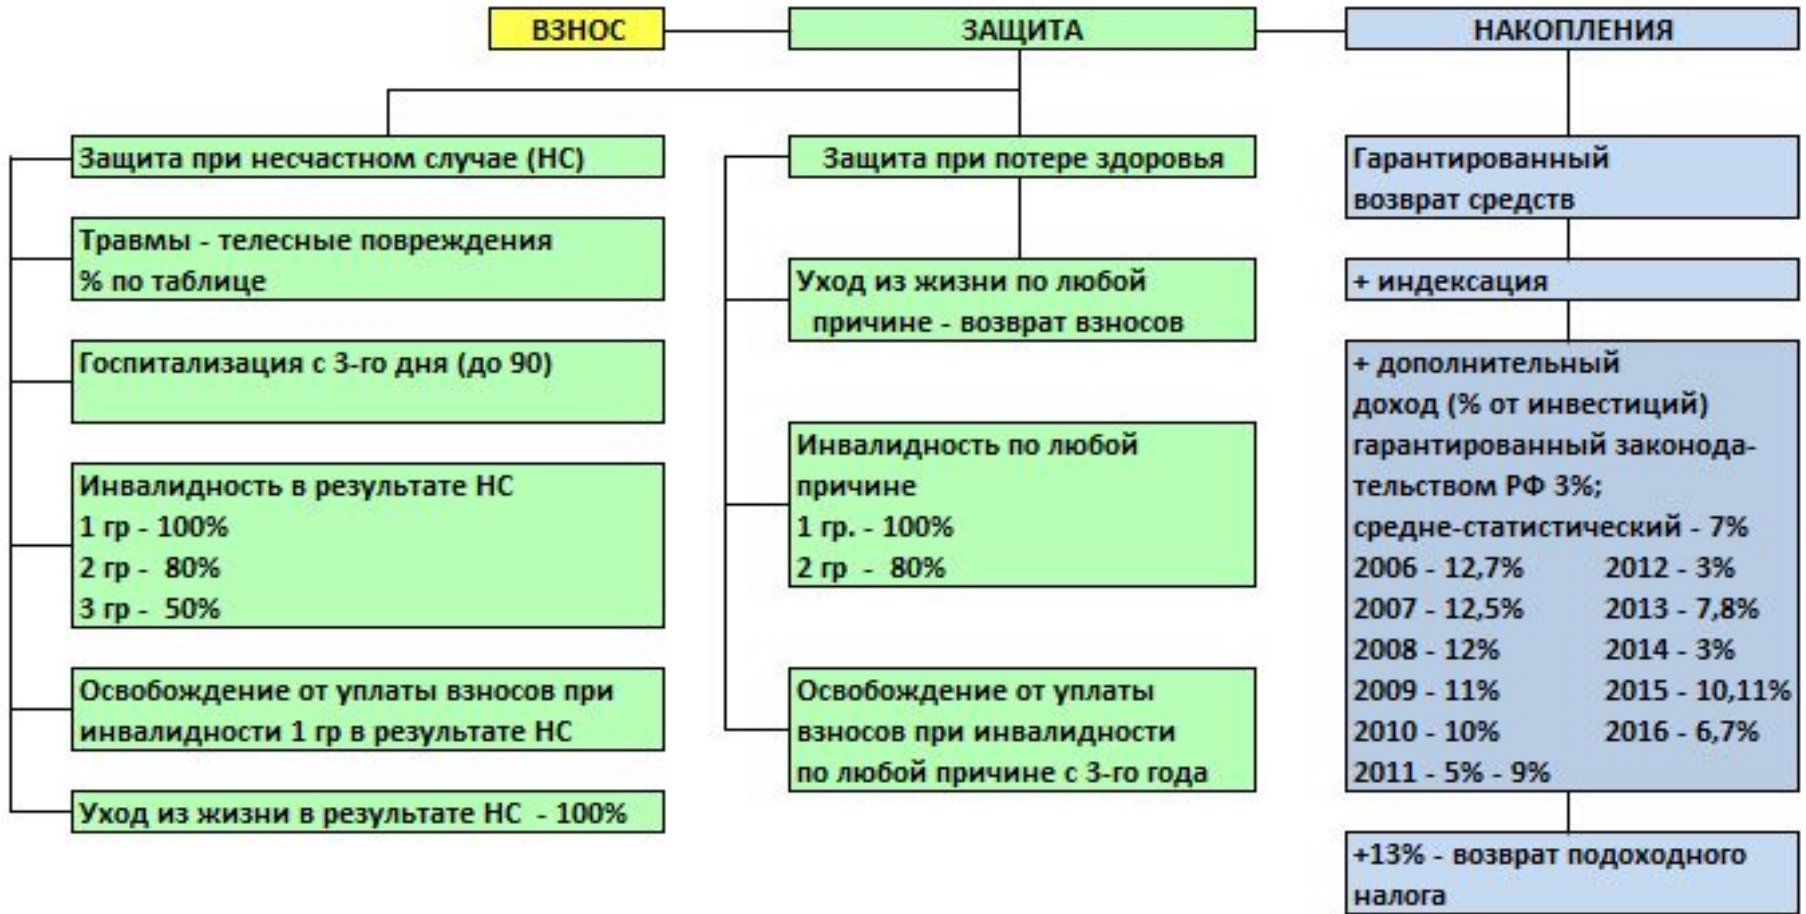 ВЗНОС
ЗАЩИТА
НАКОПЛЕНИЯ
Защита при несчастном случае (НС)
Травмы - телесные повреждения
% по таблице
Госпитализация с 3-го дня (до 90)
Инвалидность в результате НС
1 гр - 100%
2 гр - 80%
3 гр - 50%
Освобождение от уплаты взносов при
инвалидности 1 гр в результате НС
Уход из жизни в результате НС - 100%
Защита при потере здоровья
Уход из жизни по любой
причине - возврат взносов
Инвалидность по любой
причине
1 гр. - 100%
2 гр - 80%
Освобождение от уплаты
взносов при инвалидности
по любой причине с 3-го года
Гарантированный
возврат средств
+ индексация
+ дополнительный
доход (% от инвестиций)
гарантированный законода-
тельством РФ 3%;
средне-статистический - 7%
2006 - 12,7% 2012 - 3%
2007 - 12,5% 2013 - 7,8%
2008 - 12% 2014 - 3%
2009 - 11% 2015 - 10,11%
2010 - 10% 2016 - 6,7%
2011 - 5% - 9%
+13% - возврат подоходного
налога